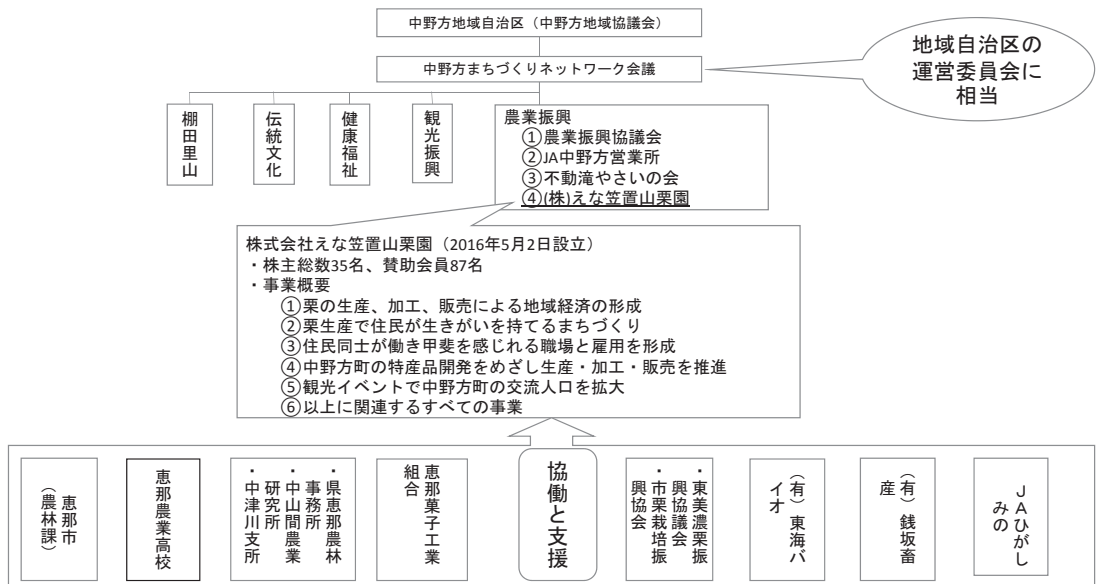 中野方地域自治区（中野方地域協議会）
中野方まちづくりネットワーク会議
地域自治区の
運営委員会に
相当
棚田里山
伝統文化
健康福祉
観光振興
農業振興
①農業振興協議会
②JA中野方営業所
③不動滝やさいの会
④(株)えな笠置山栗園
株式会社えな笠置山栗園（2016年5月2日設立）
・株主総数35名、賛助会員87名
・事業概要
①栗の生産、加工、販売による地域経済の形成
②栗生産で住民が生きがいを持てるまちづくり
③住民同士が働き甲斐を感じれる職場と雇用を形成
④中野方町の特産品開発をめざし生産・加工・販売を推進
⑤観光イベントで中野方町の交流人口を拡大
⑥以上に関連するすべての事業
恵那市
（農林課）
恵那農業高校
・県恵那農林
事務所
・中山間農業
研究所
・中津川支所
恵那菓子工業
組合
協働と支援
・東美濃栗振
興協議会
・市栗栽培振
興協会
（有）東海バ
イオ
（有）銭坂畜
産
ＪＡひがし
みの